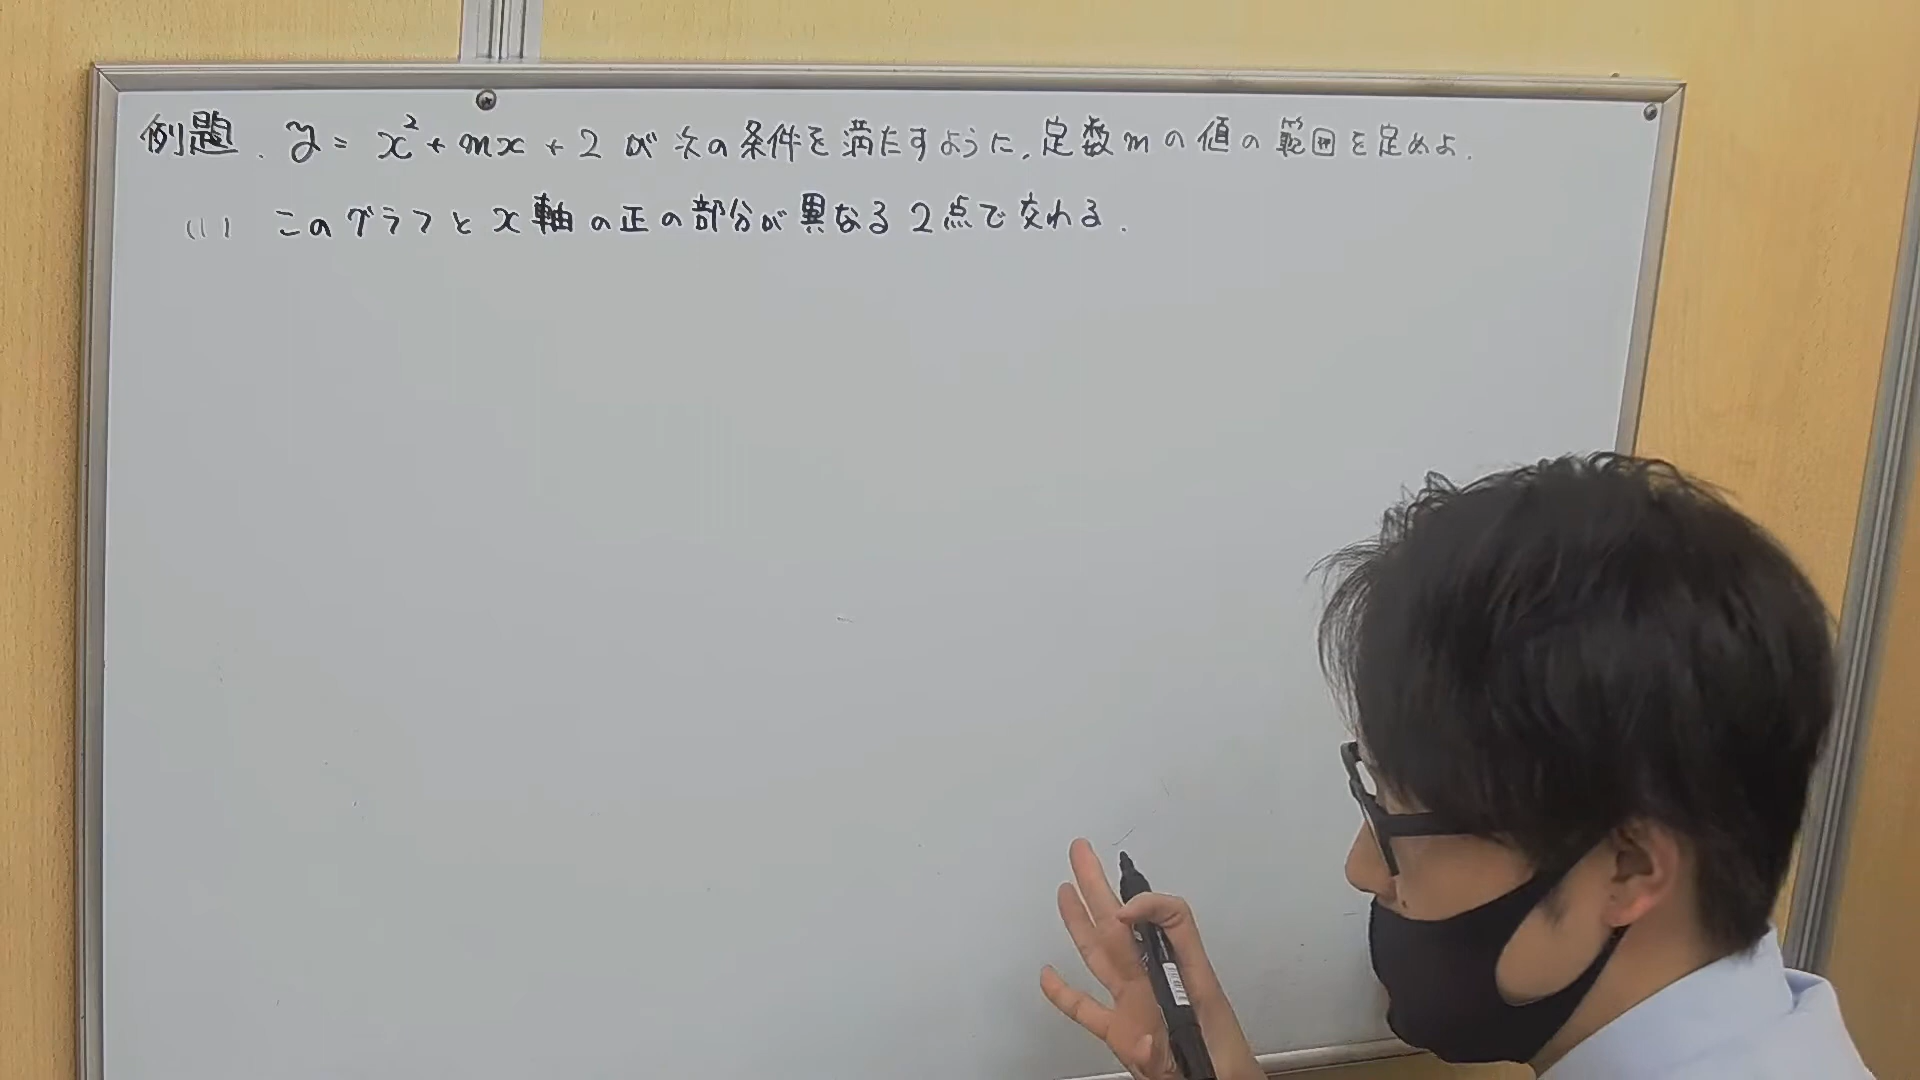 例題. y = x² + mx + 2 が次の条件を満たすように, 定数mの値の範囲を定めよ.
(1) このグラフとx軸の正の部分が異なる2点で交わる.